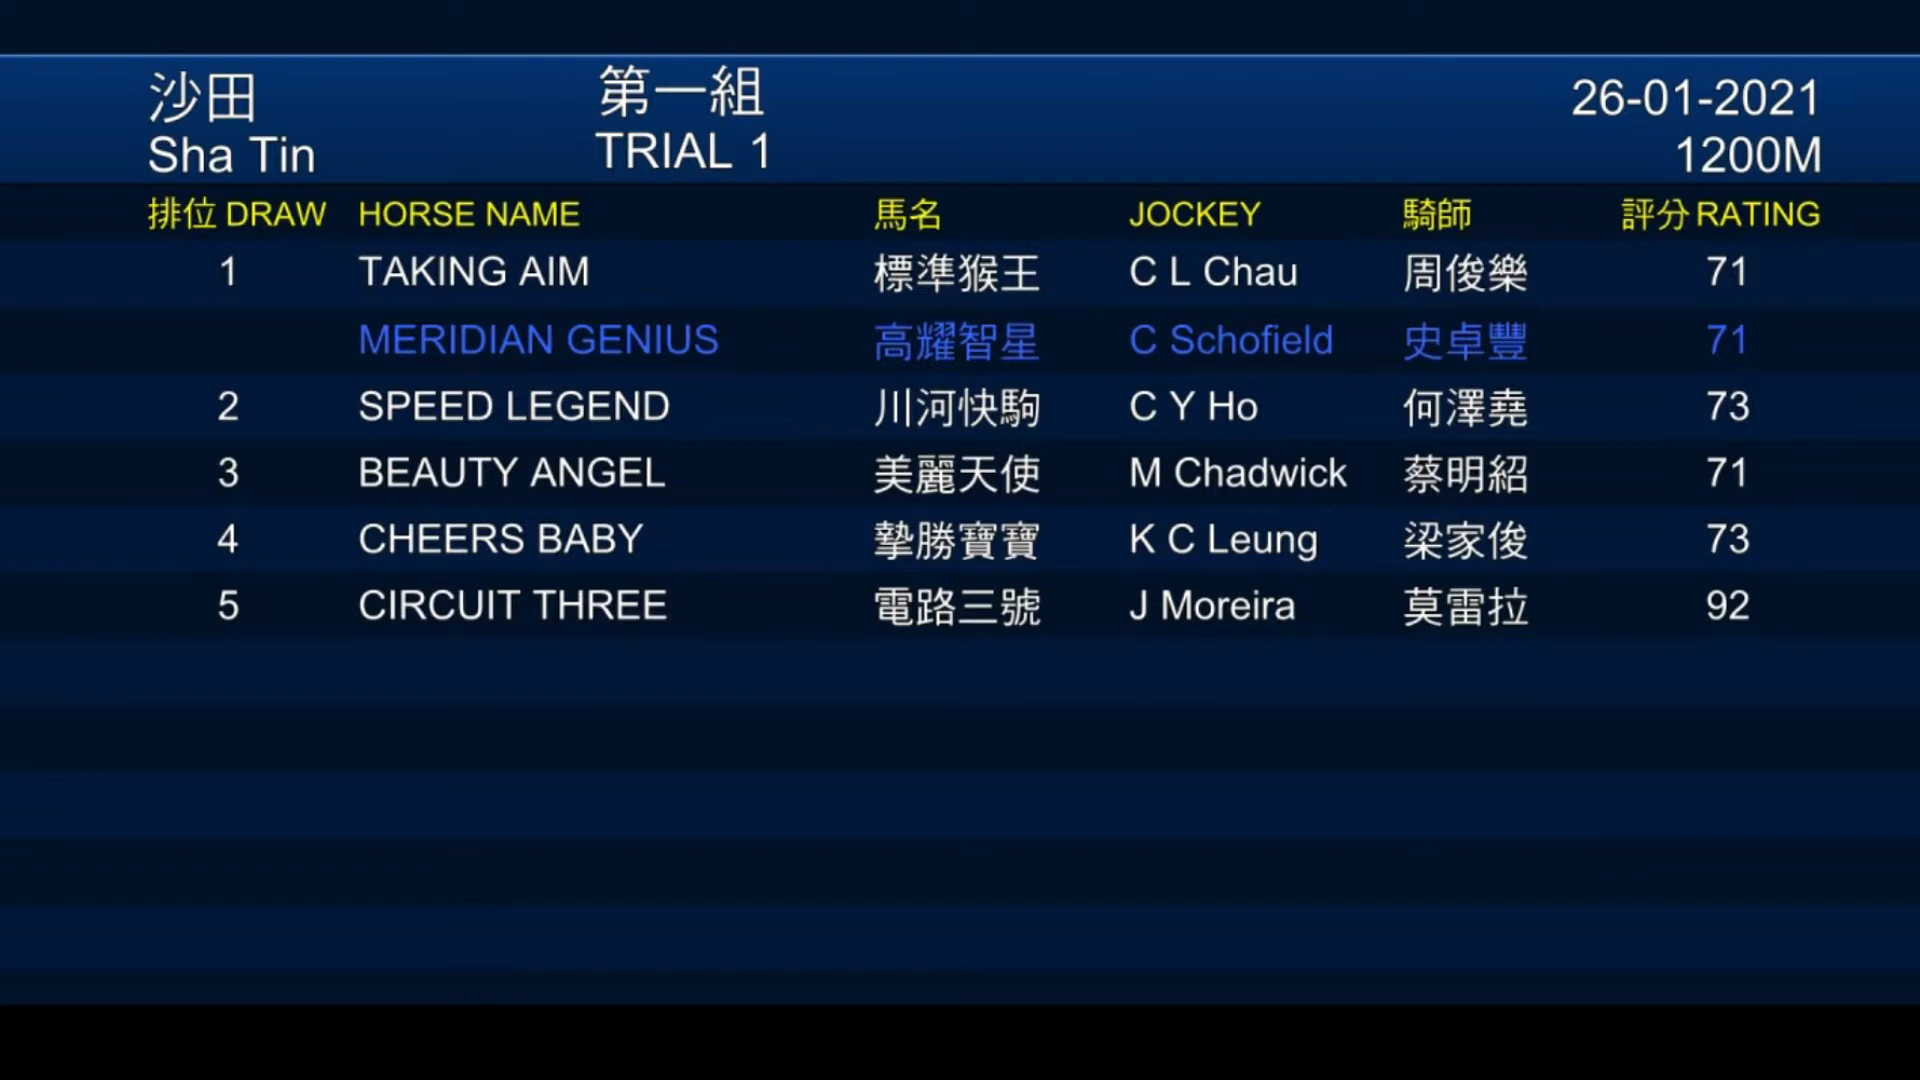 沙田 第一組 26-01-2021
Sha Tin TRIAL 1 1200M
排位 DRAW HORSE NAME 馬名 JOCKEY 騎師 評分 RATING
1 TAKING AIM 標準猴王 C L Chau 周俊樂 71
MERIDIAN GENIUS 高耀智星 C Schofield 史卓豐 71
2 SPEED LEGEND 川河快駒 C Y Ho 何澤堯 73
3 BEAUTY ANGEL 美麗天使 M Chadwick 蔡明紹 71
4 CHEERS BABY 摯勝寶寶 K C Leung 梁家俊 73
5 CIRCUIT THREE 電路三號 J Moreira 莫雷拉 92